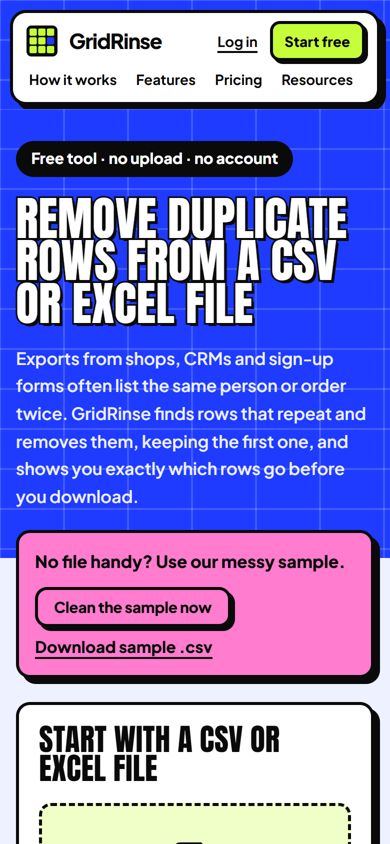 GridRinse
Log in
Start free
How it works
Features
Pricing
Resources
Free tool · no upload · no account
REMOVE DUPLICATE
ROWS FROM A CSV
OR EXCEL FILE
Exports from shops, CRMs and sign-up
forms often list the same person or order
twice. GridRinse finds rows that repeat and
removes them, keeping the first one, and
shows you exactly which rows go before
you download.
No file handy? Use our messy sample.
Clean the sample now
Download sample .csv
START WITH A CSV OR
EXCEL FILE